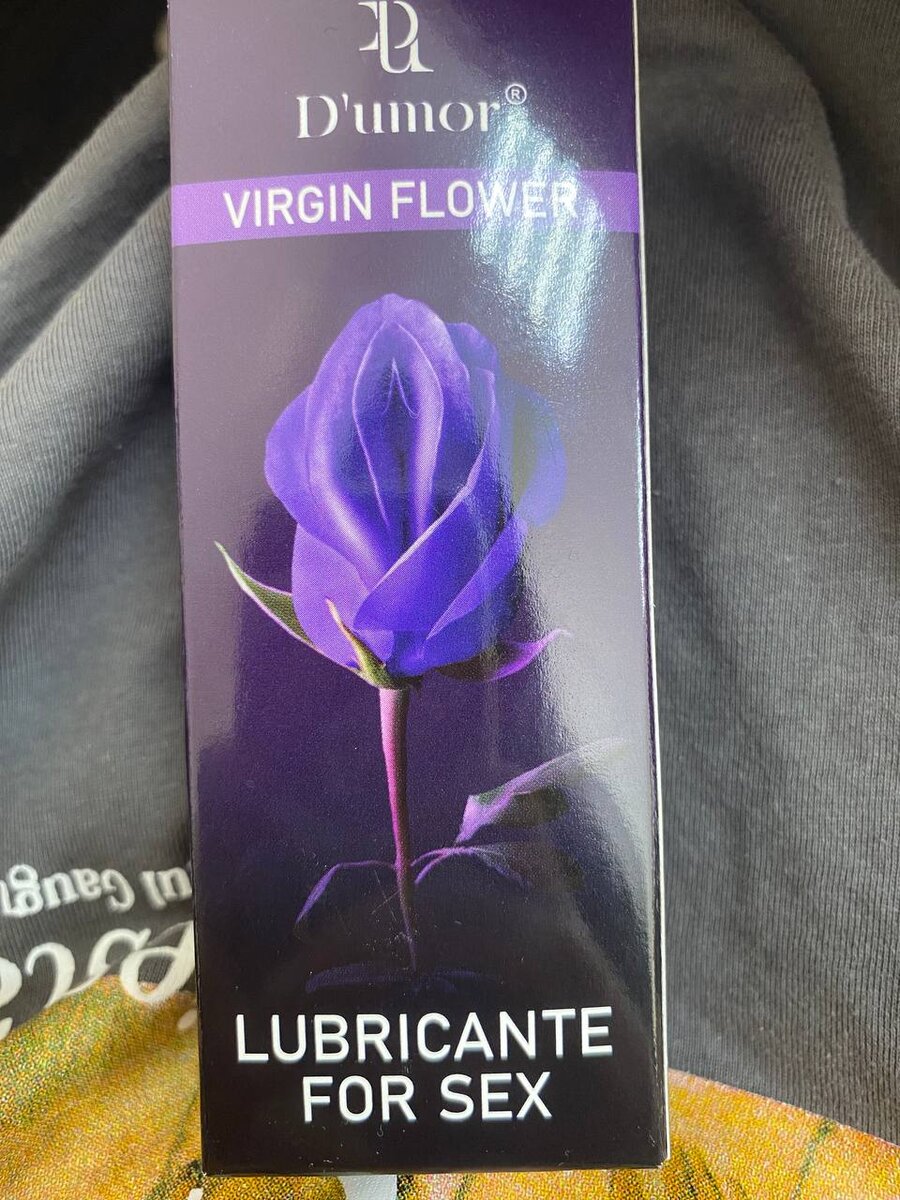 D'umor®
VIRGIN FLOWER
LUBRICANTE
FOR SEX